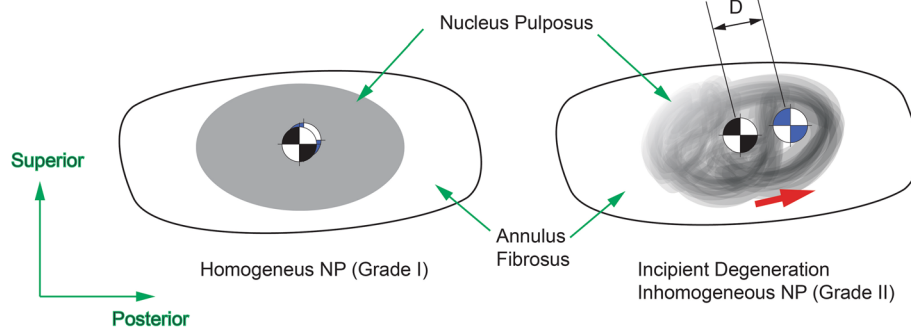 D
Nucleus Pulposus
Superior
Annulus
Fibrosus
Homogeneus NP (Grade I)
Incipient Degeneration
Inhomogeneous NP (Grade II)
Posterior